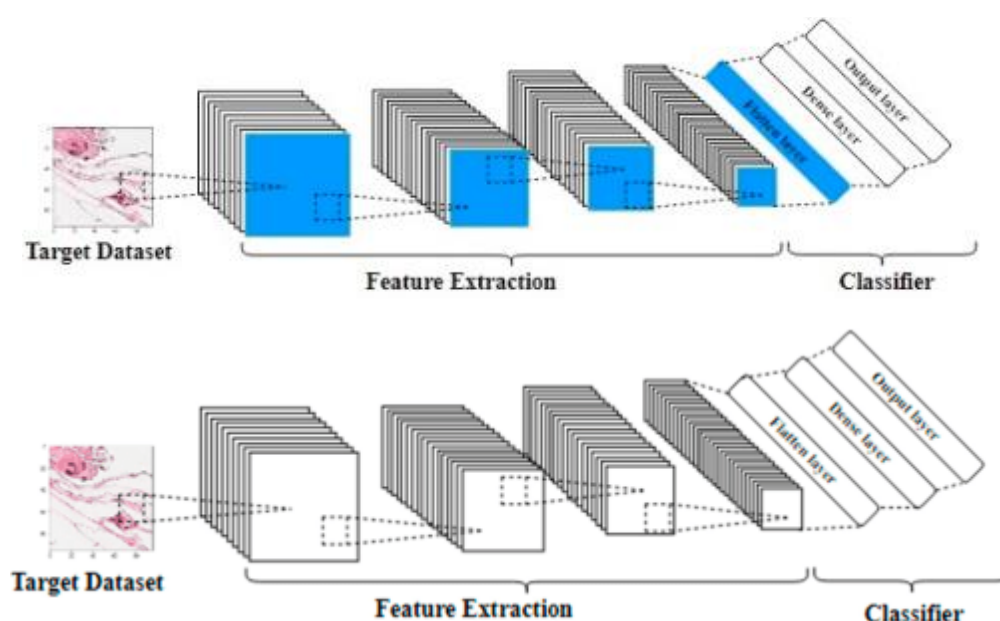 Output layer
Dense layer
Flatten layer
Target Dataset
Feature Extraction
Classifier
Output layer
Dense layer
Flatten layer
Target Dataset
Feature Extraction
Classifier